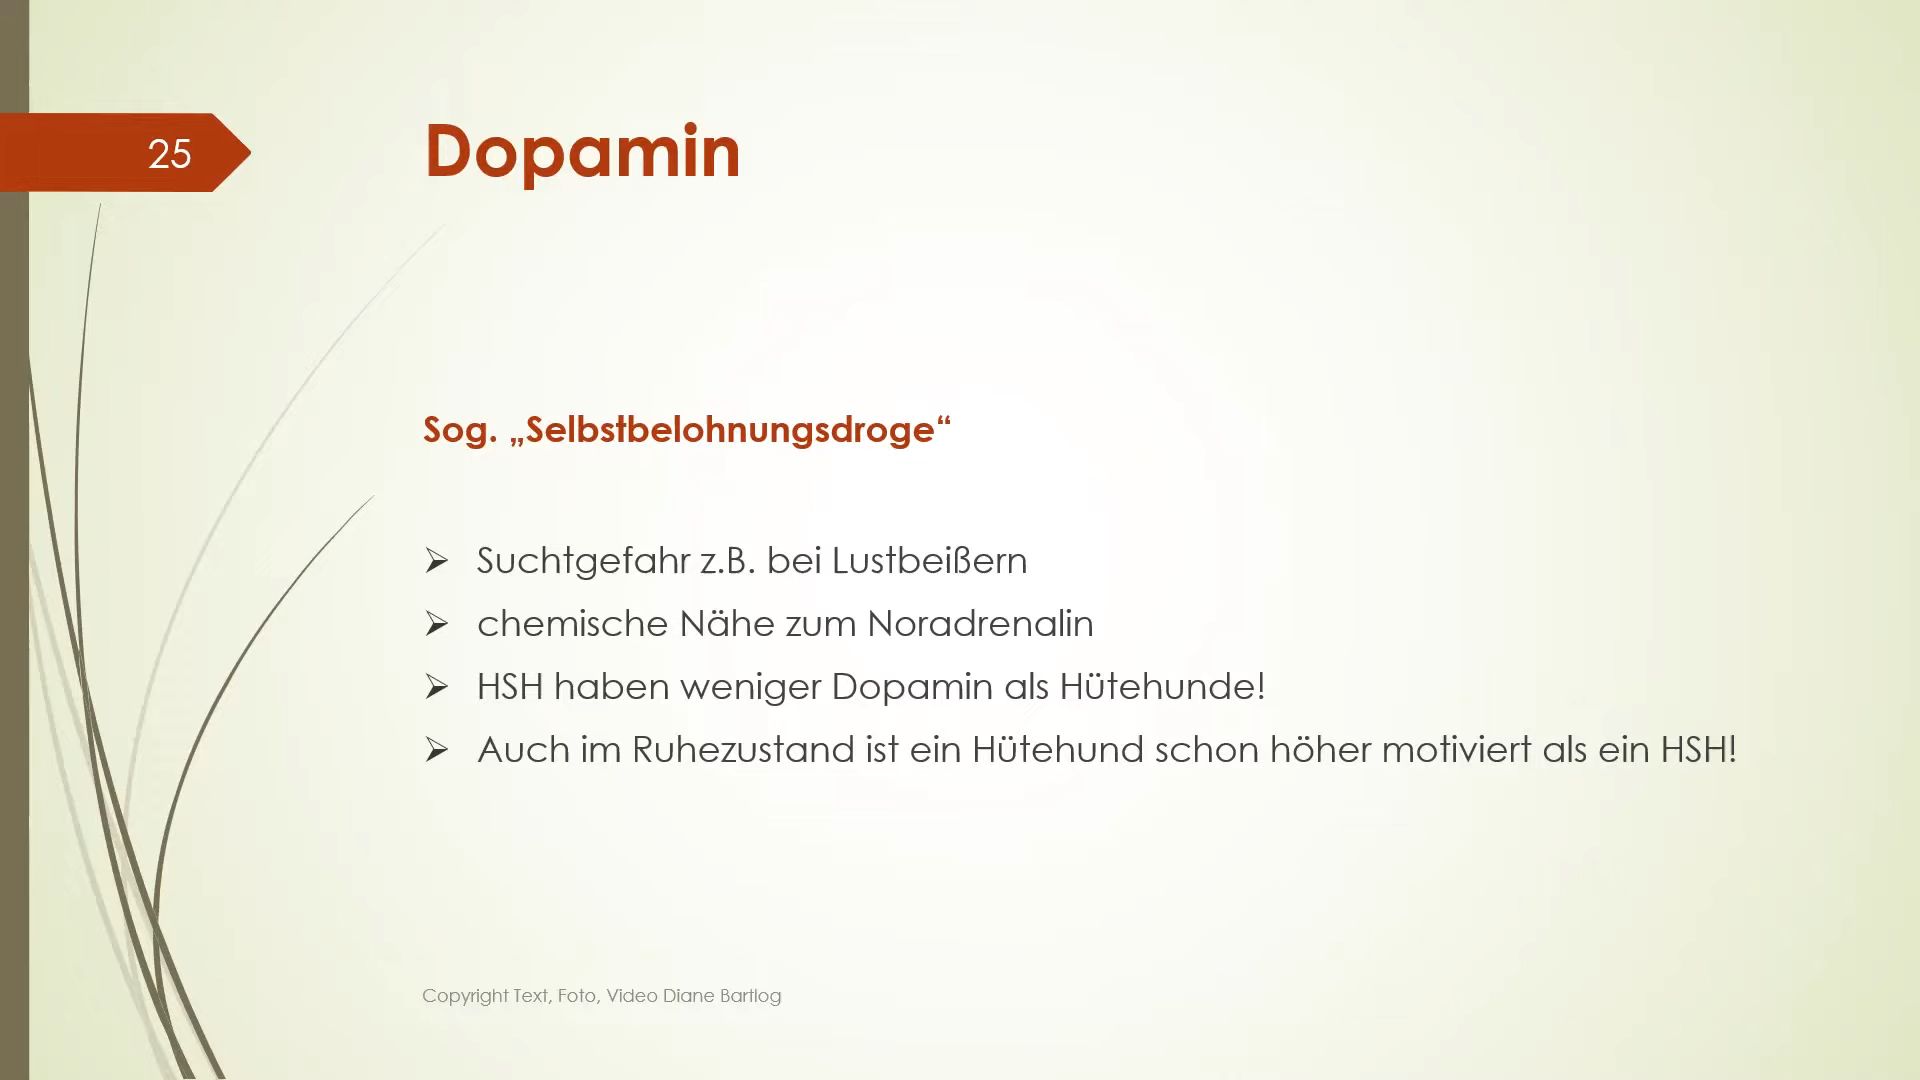 25
Dopamin
Sog. „Selbstbelohnungsdroge“
➢ Suchtgefahr z.B. bei Lustbeißern
➢ chemische Nähe zum Noradrenalin
➢ HSH haben weniger Dopamin als Hütehunde!
➢ Auch im Ruhezustand ist ein Hütehund schon höher motiviert als ein HSH!
Copyright Text, Foto, Video Diane Bartlog